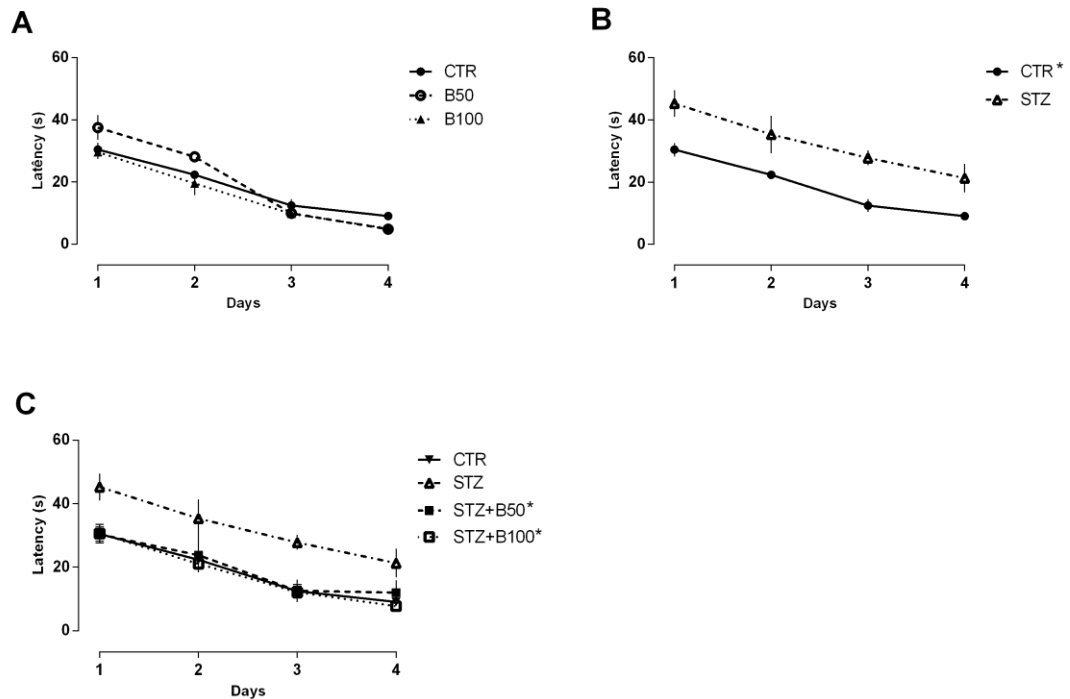 A
60
40
20
0
Latência (s)
1 2 3 4
Days
CTR
B50
B100
B
60
40
20
0
Latency (s)
1 2 3 4
Days
CTR *
STZ
C
60
40
20
0
Latency (s)
1 2 3 4
Days
CTR
STZ
STZ+B50*
STZ+B100*